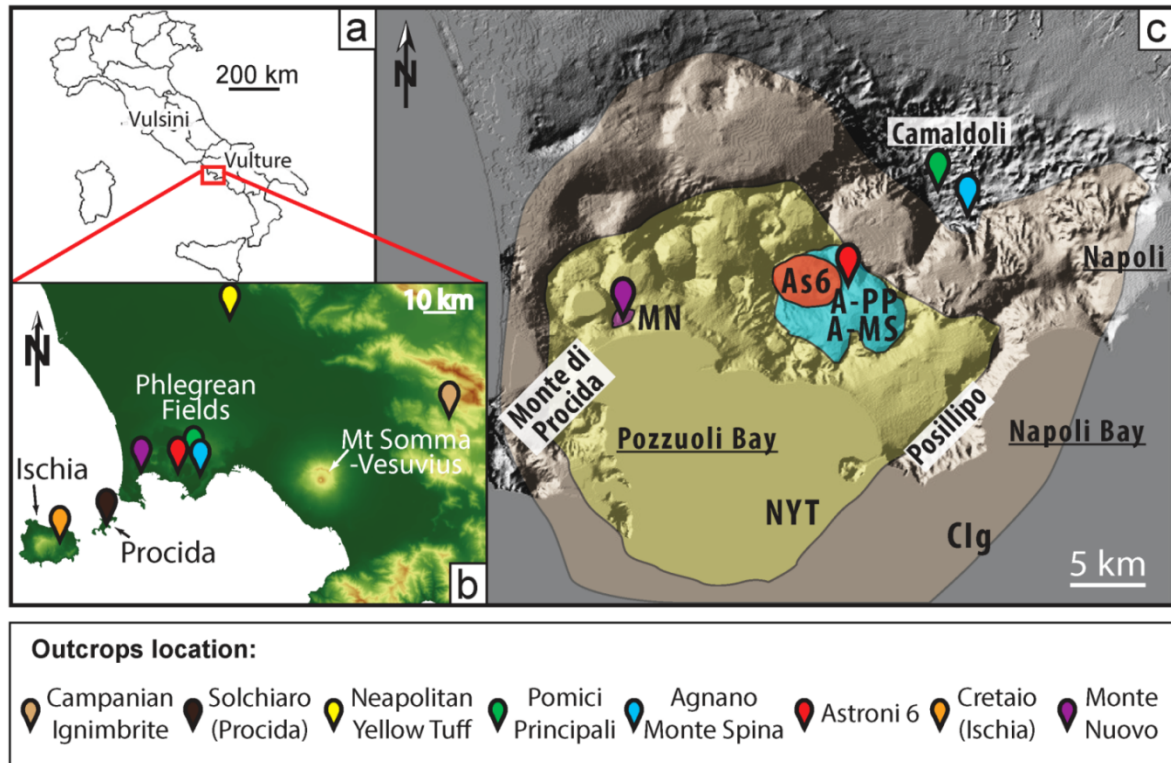 a
N
200 km
Vulsini
Vulture
b
N
10 km
Phlegrean
Fields
Mt Somma
-Vesuvius
Ischia
Procida
c
N
Camaldoli
Napoli
As6
A-PP
A-MS
MN
Monte di
Procida
Pozzuoli Bay
Posillipo
Napoli Bay
NYT
CIg
5 km
Outcrops location:
Campanian
Ignimbrite
Solchiaro
(Procida)
Neapolitan
Yellow Tuff
Pomici
Principali
Agnano
Monte Spina
Astroni 6
Cretaio
(Ischia)
Monte
Nuovo